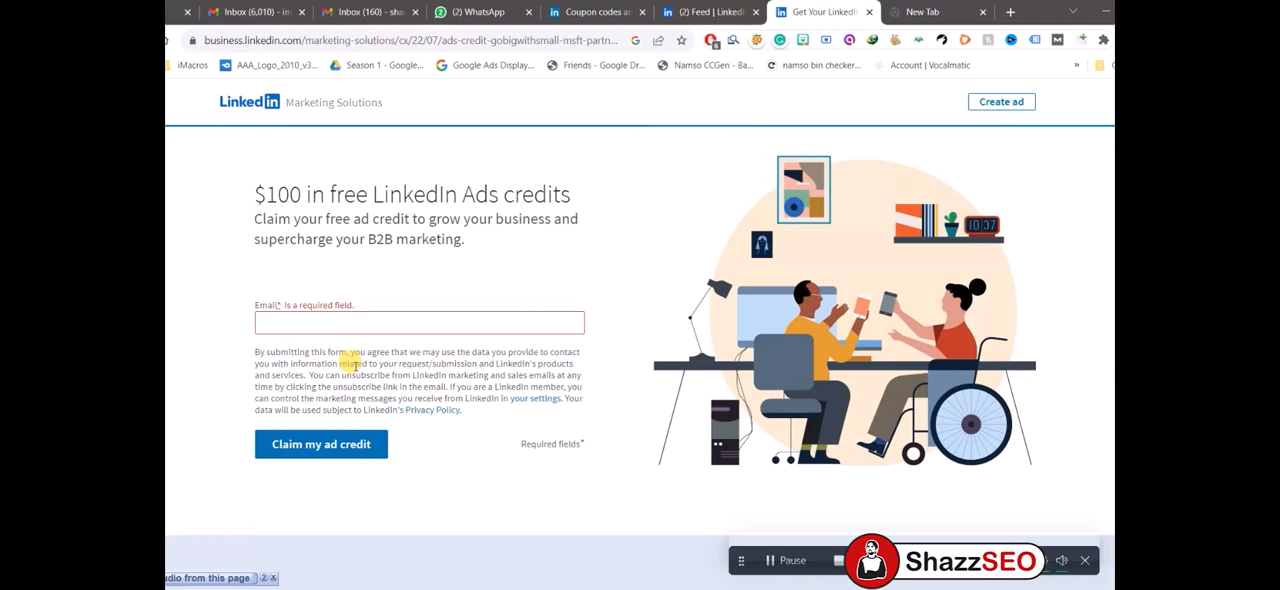 Inbox (6,010) - im
Inbox (160) - sha
(2) WhatsApp
Coupon codes an
(2) Feed | LinkedI
Get Your LinkedIn
New Tab
business.linkedin.com/marketing-solutions/cx/22/07/ads-credit-gobigwithsmall-msft-partn...
6
iMacros
AAA_Logo_2010_v3...
Season 1 - Google...
Google Ads Display...
Friends - Google Dr...
Namso CCGen - Ba...
namso bin checker...
Account | Vocalmatic
»
LinkedIn Marketing Solutions
Create ad
$100 in free LinkedIn Ads credits
Claim your free ad credit to grow your business and
supercharge your B2B marketing.
10:37
Email* is a required field.
By submitting this form, you agree that we may use the data you provide to contact
you with information related to your request/submission and LinkedIn's products
and services. You can unsubscribe from LinkedIn marketing and sales emails at any
time by clicking the unsubscribe link in the email. If you are a LinkedIn member, you
can control the marketing messages you receive from LinkedIn in your settings. Your
data will be used subject to LinkedIn's Privacy Policy.
Claim my ad credit
Required fields*
Pause
ShazzSEO
udio from this page